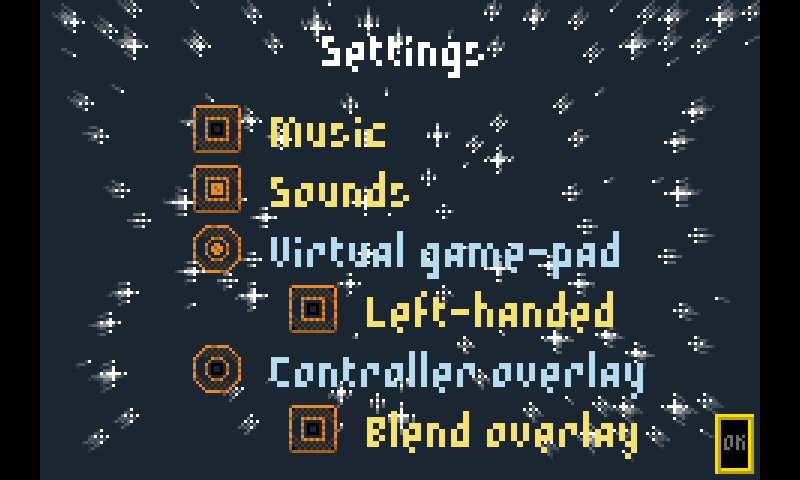 Settings
Music
Sounds
Virtual game-pad
Left-handed
Controller overlay
Blend overlay
OK